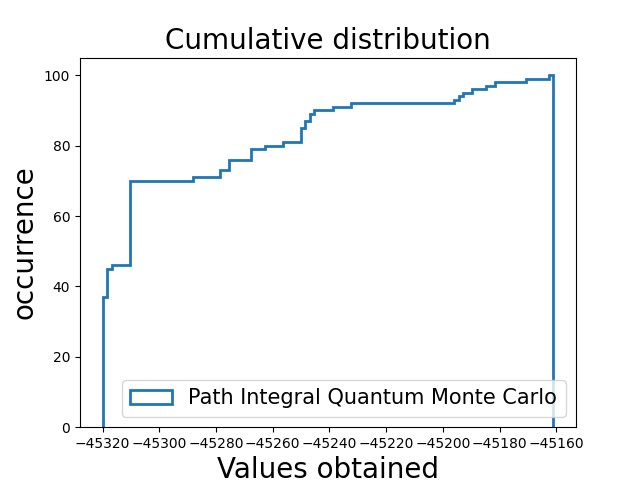 Cumulative distribution
occurrence
100
80
60
40
20
0
Path Integral Quantum Monte Carlo
−45320 −45300 −45280 −45260 −45240 −45220 −45200 −45180 −45160
Values obtained